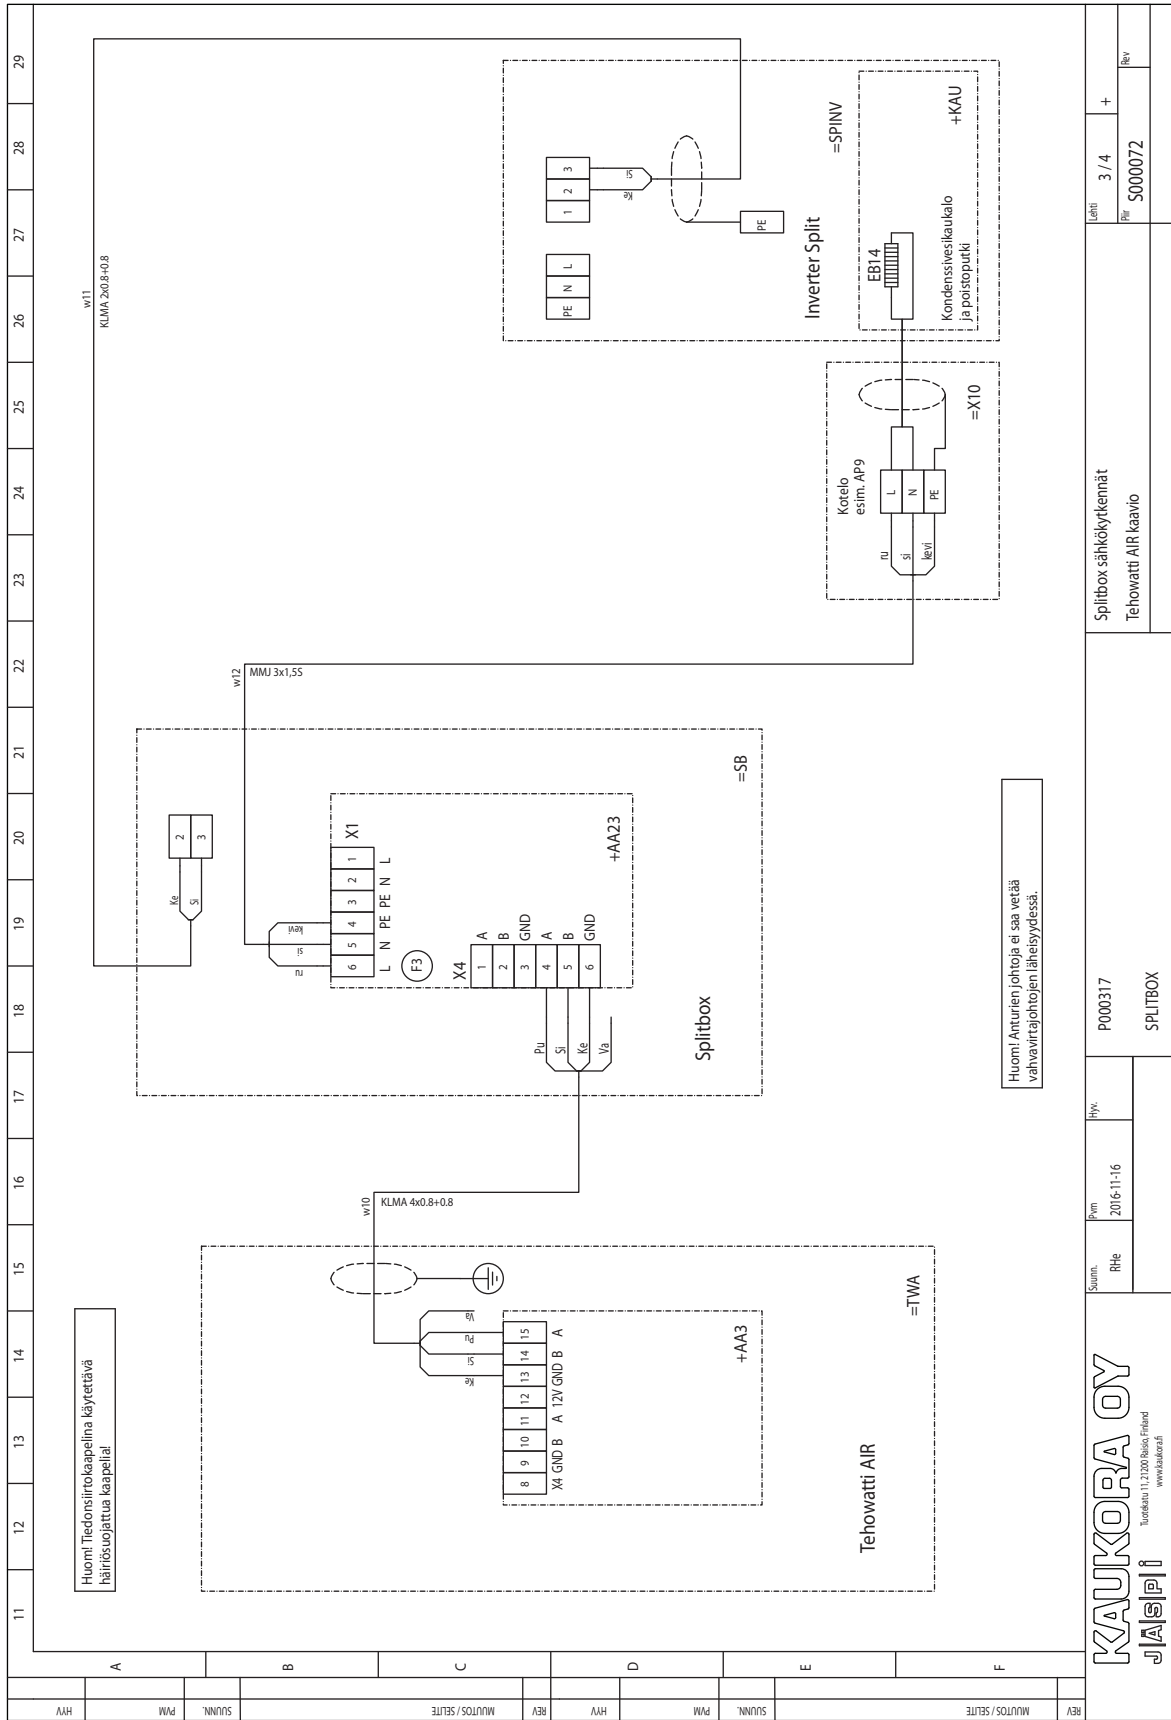 11 12 13 14 15 16 17 18 19 20 21 22 23 24 25 26 27 28 29
A
B
C
D
E
F
HYV
PVM
SUUNN.
MUUTOS / SELITE
REV
HYV
PVM
SUUNN.
MUUTOS / SELITE
REV
Huom! Tiedonsiirtokaapelina käytettävä
häiriösuojattua kaapelia!
w10
KLMA 4x0.8+0.8
Ke
Si
Pu
Va
8 9 10 11 12 13 14 15
X4 GND B A 12V GND B A
+AA3
Tehowatti AIR
=TWA
w11
KLMA 2x0.8+0.8
Ke
Si
2
3
w12
MMJ 3x1,5S
ru
si
kevi
6 5 4 3 2 1
X1
L N PE PE N L
F3
X4
1 A
2 B
3 GND
4 A
5 B
6 GND
Pu
Si
Ke
Va
+AA23
Splitbox
=SB
Kotelo
esim. AP9
ru
si
kevi
L
N
PE
=X10
PE N L
1 2 3
Ke
Si
PE
Inverter Split
=SPINV
EB14
Kondenssivesikaukalo
ja poistoputki
+KAU
Huom! Anturien johtoja ei saa vetää
vahvavirtajohtojen läheisyydessä.
KAUKORA OY
JÄSPI
Tuotekatu 11, 21200 Raisio, Finland
www.kaukora.fi
Suunn.
RHe
Pvm
2016-11-16
Hyv.
P000317
SPLITBOX
Splitbox sähkökytkennät
Tehowatti AIR kaavio
Lehti
3 / 4
+
Piir
S000072
Rev